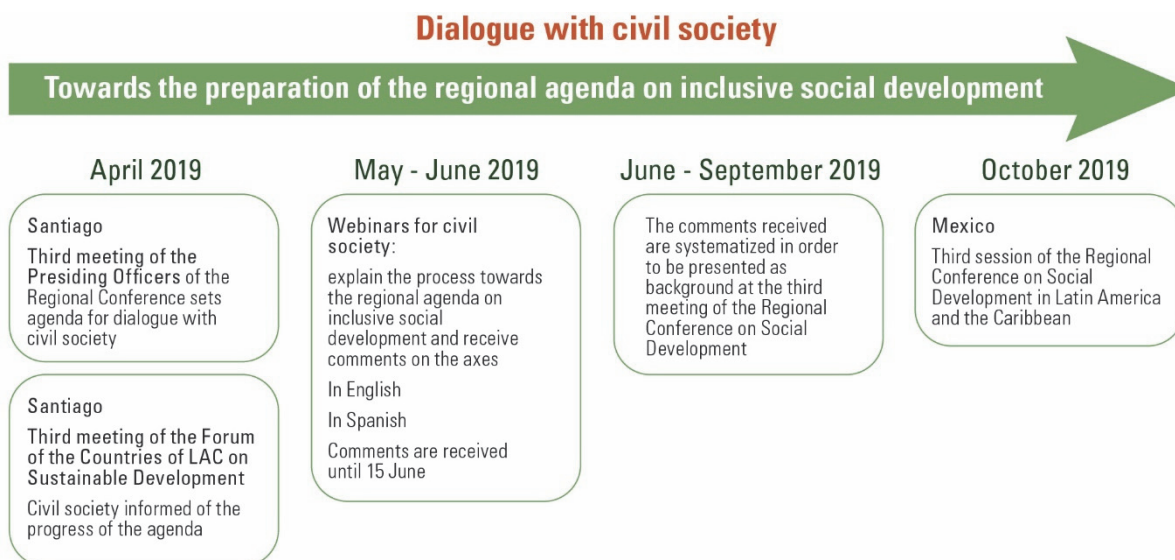 Dialogue with civil society
Towards the preparation of the regional agenda on inclusive social development
April 2019
Santiago
Third meeting of the
Presiding Officers of the
Regional Conference sets
agenda for dialogue with
civil society
Santiago
Third meeting of the Forum
of the Countries of LAC on
Sustainable Development
Civil society informed of the
progress of the agenda
May - June 2019
Webinars for civil
society:
explain the process towards
the regional agenda on
inclusive social
development and receive
comments on the axes
In English
In Spanish
Comments are received
until 15 June
June - September 2019
The comments received
are systematized in order
to be presented as
background at the third
meeting of the Regional
Conference on Social
Development
October 2019
Mexico
Third session of the Regional
Conference on Social
Development in Latin America
and the Caribbean